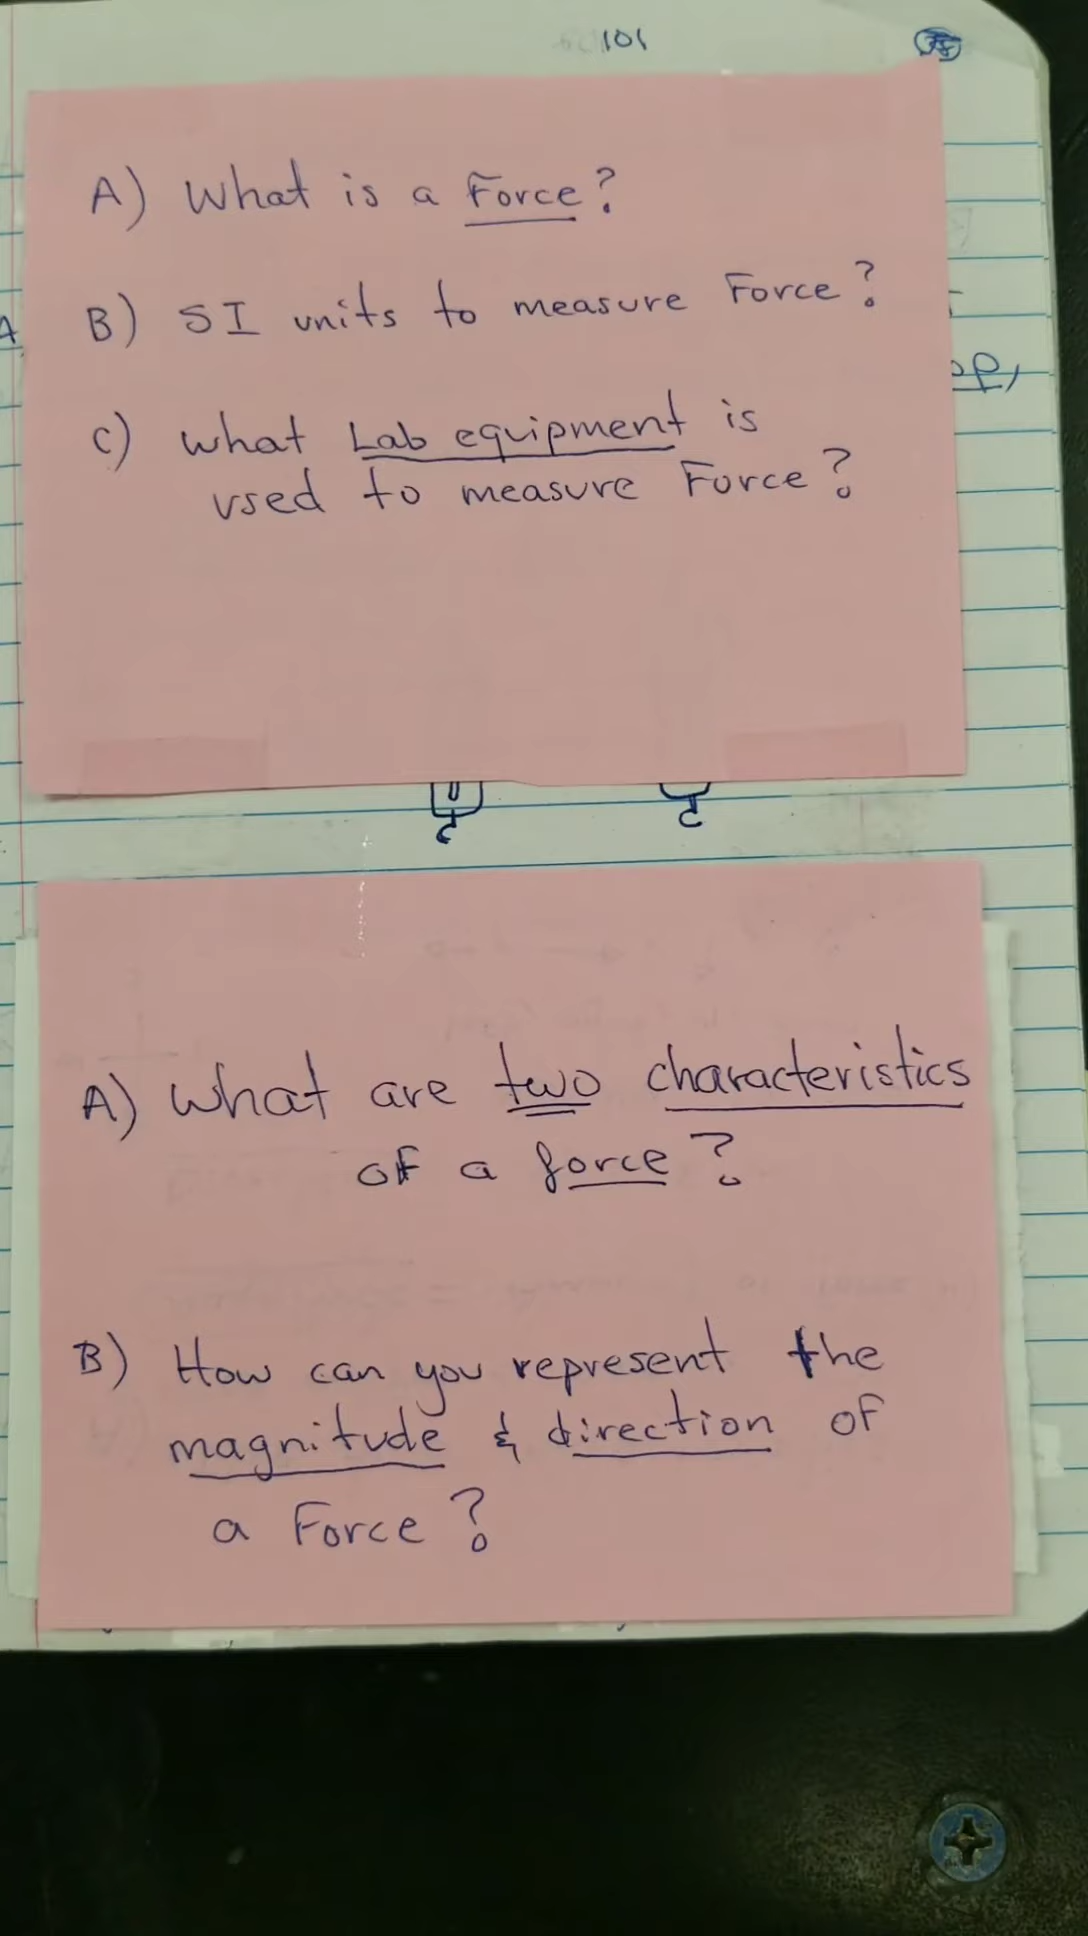 101
A) What is a Force?
B) SI units to measure Force?
C) What Lab equipment is
used to measure Force?
A) What are two characteristics
of a force?
B) How can you represent the
magnitude & direction of
a Force?